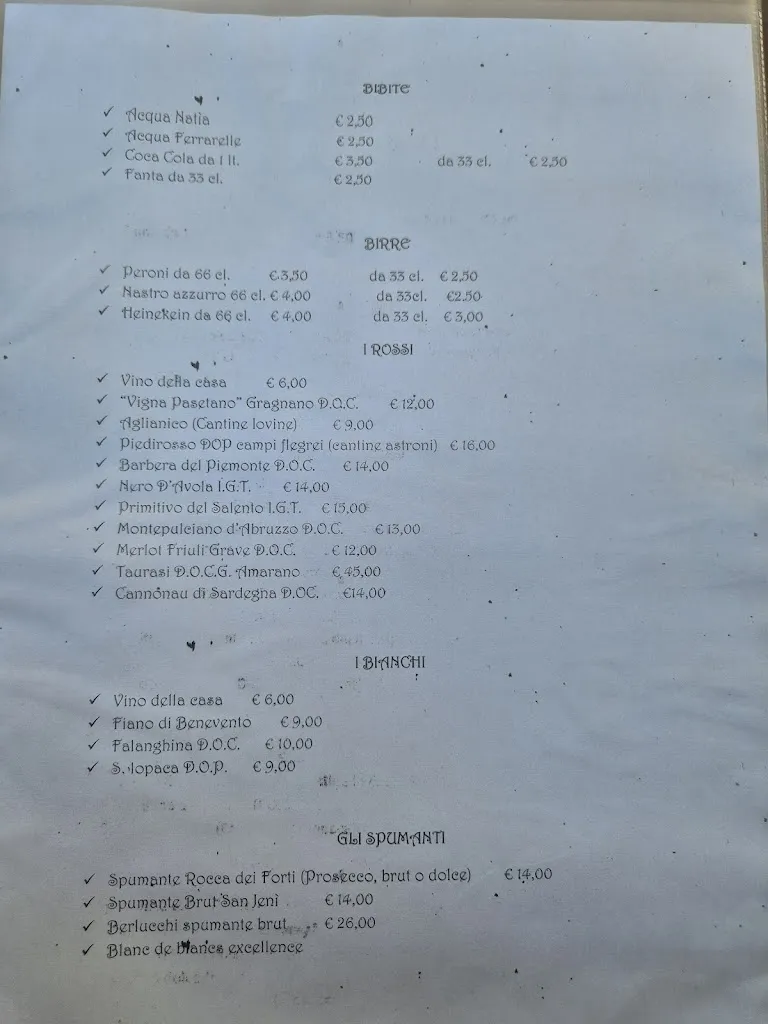 BIBITE
✓ Acqua Natia € 2,50
✓ Acqua Ferrarelle € 2,50
✓ Coca Cola da 1 lt. € 3,50 da 33 cl. € 2,50
✓ Fanta da 33 cl. € 2,50
BIRRE
✓ Peroni da 66 cl. € 3,50 da 33 cl. € 2,50
✓ Nastro azzurro 66 cl. € 4,00 da 33cl. €2.50
✓ Heinekein da 66 cl. € 4,00 da 33 cl. € 3,00
I ROSSI
✓ Vino della casa € 6,00
✓ "Vigna Pasetano" Gragnano D.O.C. € 12,00
✓ Aglianico (Cantine Iovine) € 9,00
✓ Piedirosso DOP campi flegrei (cantine astroni) € 16,00
✓ Barbera del Piemonte D.O.C. € 14,00
✓ Nero D'Avola I.G.T. € 14,00
✓ Primitivo del Salento I.G.T. € 15,00
✓ Montepulciano d'Abruzzo D.O.C. € 13,00
✓ Merlot Friuli Grave D.O.C. € 12,00
✓ Taurasi D.O.C.G. Amarano € 45,00
✓ Cannonau di Sardegna D.OC. €14,00
I BIANCHI
✓ Vino della casa € 6,00
✓ Fiano di Benevento € 9,00
✓ Falanghina D.O.C. € 10,00
✓ D.O.P. € 9,00
GLI SPUMANTI
✓ Spumante Rocca dei Forti (Prosecco, brut o dolce) € 14,00
✓ Spumante Brut San Jeni € 14,00
✓ Berlucchi spumante brut € 26,00
✓ Blanc de blancs excellence